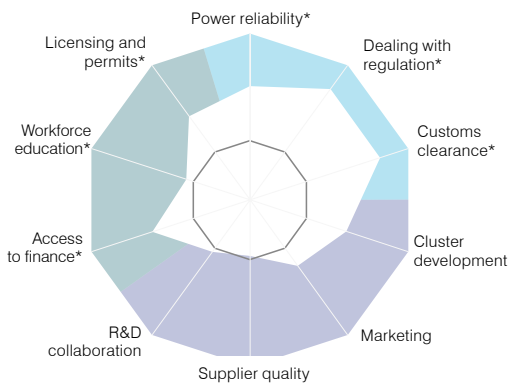 Power reliability*
Licensing and
permits*
Dealing with
regulation*
Workforce
education*
Customs
clearance*
Access
to finance*
Cluster
development
R&D
collaboration
Marketing
Supplier quality